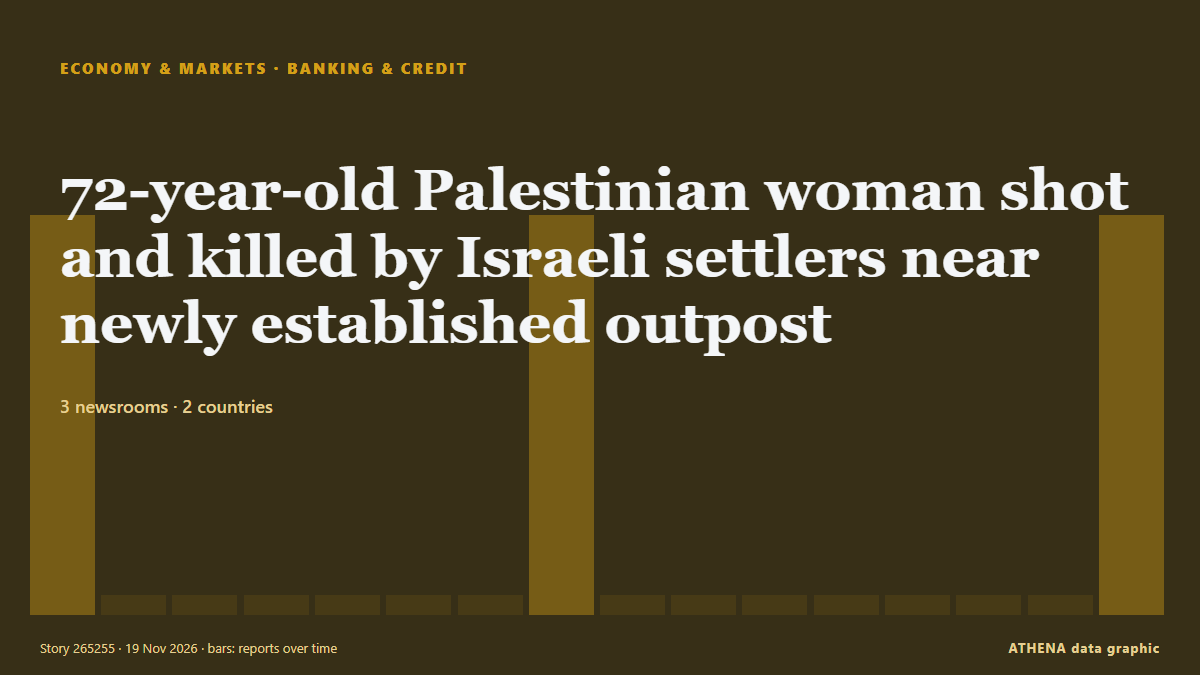 ECONOMY & MARKETS · BANKING & CREDIT
72-year-old Palestinian woman shot
and killed by Israeli settlers near
newly established outpost
3 newsrooms · 2 countries
Story 265255 · 19 Nov 2026 · bars: reports over time
ATHENA data graphic